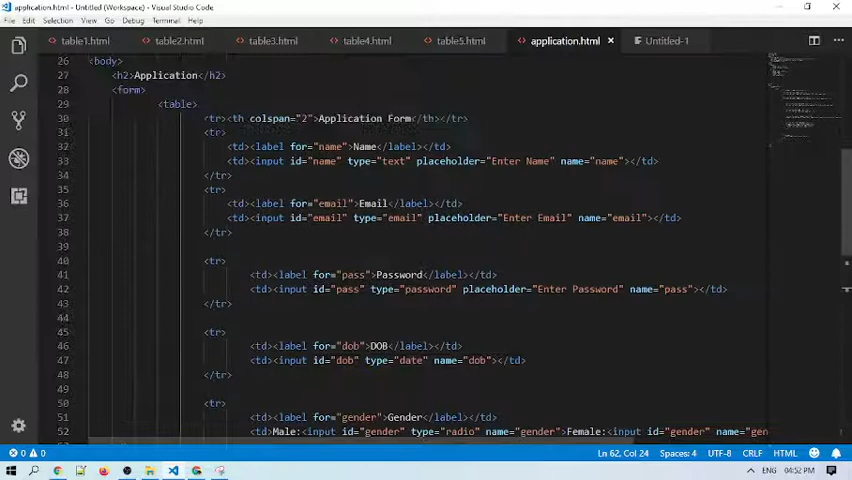 application.html - Untitled (Workspace) - Visual Studio Code
File Edit Selection View Go Debug Terminal Help
table1.html table2.html table3.html table4.html table5.html application.html Untitled-1
26 <body>
27 <h2>Application</h2>
28 <form>
29 <table>
30 <tr><th colspan="2">Application Form</th></tr>
31 <tr>
32 <td><label for="name">Name</label></td>
33 <td><input id="name" type="text" placeholder="Enter Name" name="name"></td>
34 </tr>
35 <tr>
36 <td><label for="email">Email</label></td>
37 <td><input id="email" type="email" placeholder="Enter Email" name="email"></td>
38 </tr>
39
40 <tr>
41 <td><label for="pass">Password</label></td>
42 <td><input id="pass" type="password" placeholder="Enter Password" name="pass"></td>
43 </tr>
44
45 <tr>
46 <td><label for="dob">DOB</label></td>
47 <td><input id="dob" type="date" name="dob"></td>
48 </tr>
49
50 <tr>
51 <td><label for="gender">Gender</label></td>
52 <td>Male:<input id="gender" type="radio" name="gender">Female:<input id="gender" name="gen
0 0 Ln 62, Col 24 Spaces: 4 UTF-8 CRLF HTML
ENG 04:52 PM